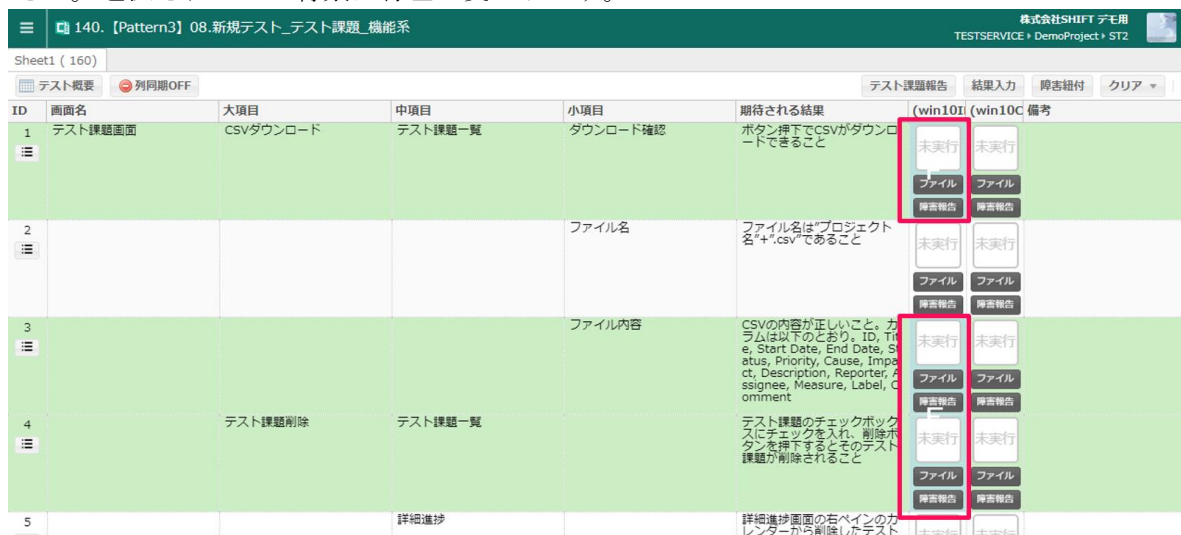 140.【Pattern3】08.新規テスト_テスト課題_機能系
株式会社SHIFT デモ用
TESTSERVICE DemoProject ST2
Sheet1 ( 160)
テスト概要 列同期OFF テスト課題報告 結果入力 障害紐付 クリア
ID 画面名 大項目 中項目 小項目 期待される結果 (win10I (win10C 備考
1 テスト課題画面 CSVダウンロード テスト課題一覧 ダウンロード確認 ボタン押下でCSVがダウンロ
ードできること
未実行 未実行
ファイル ファイル
障害報告 障害報告
2 ファイル名 ファイル名は"プロジェクト
名"+".csv"であること
未実行 未実行
ファイル ファイル
障害報告 障害報告
3 ファイル内容 CSVの内容が正しいこと。カ
ラムは以下のとおり。ID, Tit
e, Start Date, End Date, St
atus, Priority, Cause, Impa
ct, Description, Reporter, A
ssignee, Measure, Label, C
omment
未実行 未実行
ファイル ファイル
障害報告 障害報告
4 テスト課題削除 テスト課題一覧 テスト課題のチェックボック
スにチェックを入れ、削除ボ
タンを押下するとそのテスト
課題が削除されること
未実行 未実行
ファイル ファイル
障害報告 障害報告
5 詳細進捗 詳細進捗画面の右ペインのカ
レンダーから削除したテスト
未実行 未実行